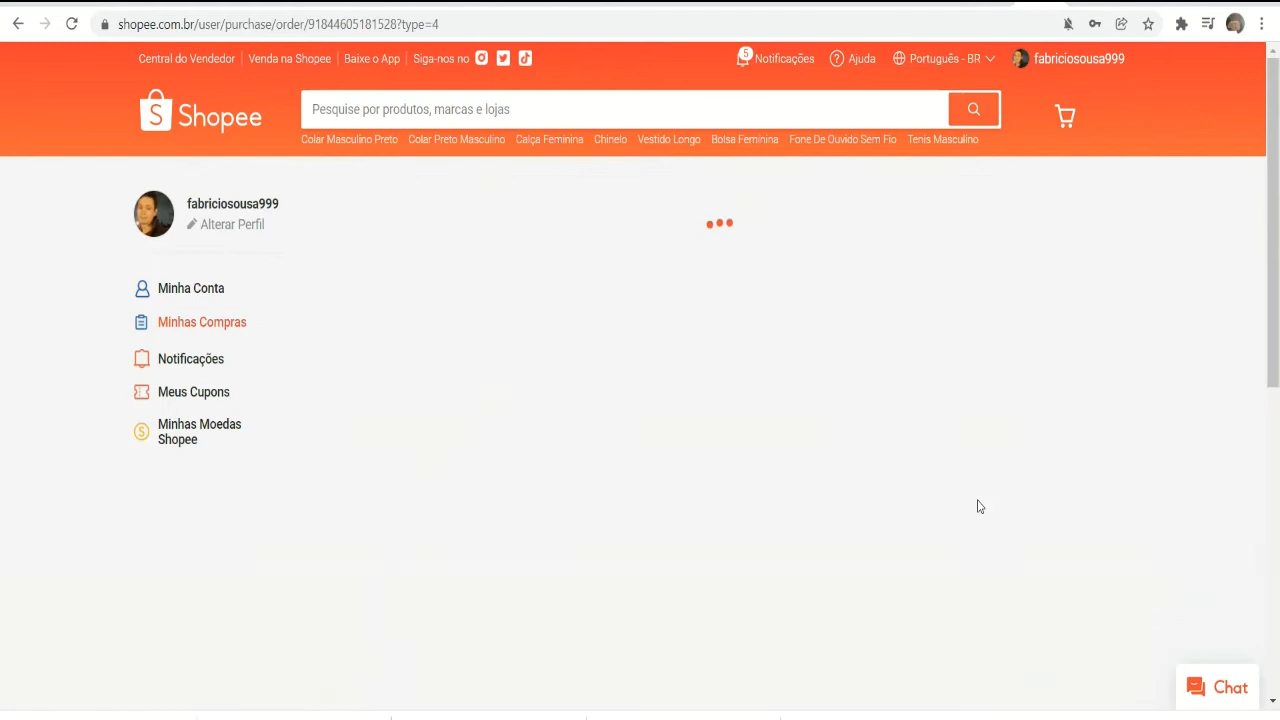 shopee.com.br/user/purchase/order/91844605181528?type=4
Central do Vendedor Venda na Shopee Baixe o App Siga-nos no 5 Notificações Ajuda Português - BR fabriciosousa999
Shopee Pesquise por produtos, marcas e lojas
Colar Masculino Preto Colar Preto Masculino Calça Feminina Chinelo Vestido Longo Bolsa Feminina Fone De Ouvido Sem Fio Tenis Masculino
fabriciosousa999
Alterar Perfil
Minha Conta
Minhas Compras
Notificações
Meus Cupons
Minhas Moedas
Shopee
Chat